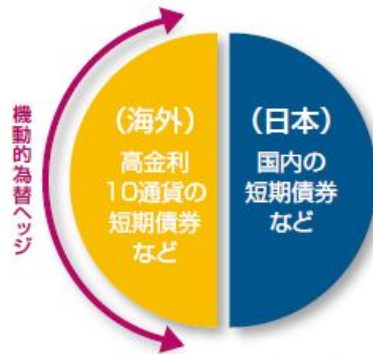 機動的為替ヘッジ
（海外）
高金利
10通貨の
短期債券
など
（日本）
国内の
短期債券
など